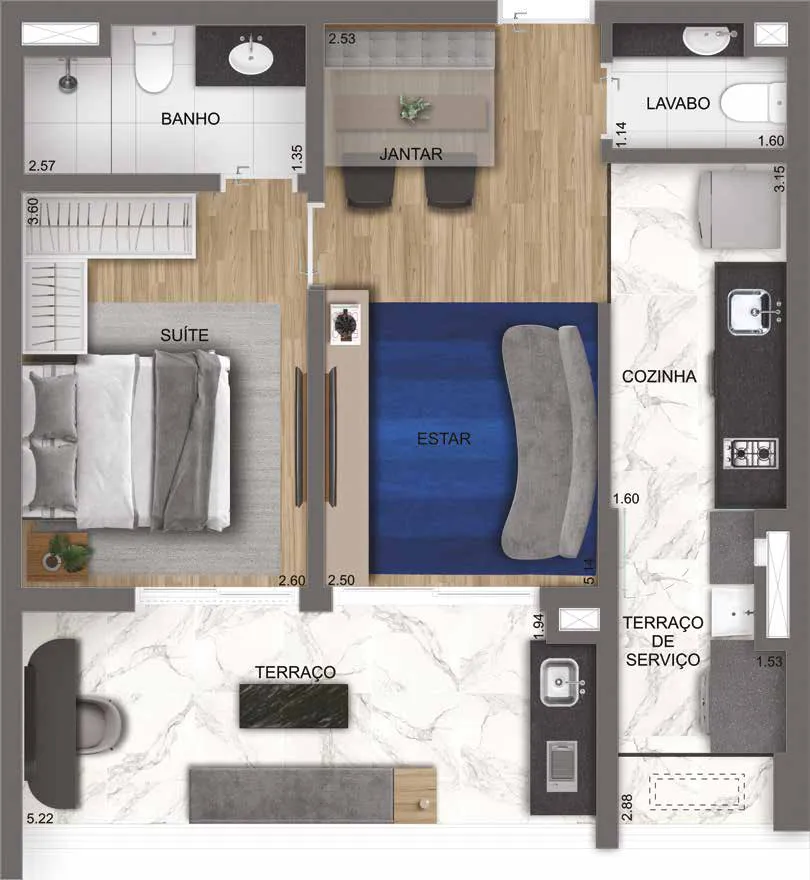 2.53
BANHO
JANTAR
LAVABO
2.57
1.35
1.14
1.60
3.60
3.15
SUÍTE
COZINHA
ESTAR
1.60
2.60
2.50
5.14
TERRAÇO
DE
SERVIÇO
1.94
1.53
TERRAÇO
5.22
2.88